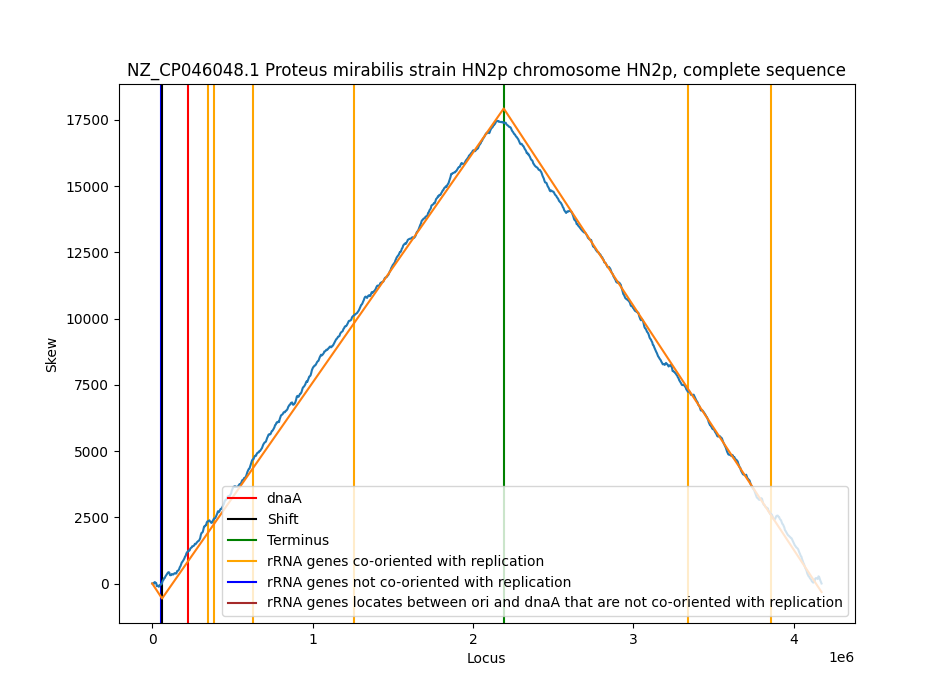 NZ_CP046048.1 Proteus mirabilis strain HN2p chromosome HN2p, complete sequence
17500
15000
12500
10000
7500
5000
2500
0
Skew
dnaA
Shift
Terminus
rRNA genes co-oriented with replication
rRNA genes not co-oriented with replication
rRNA genes locates between ori and dnaA that are not co-oriented with replication
0 1 2 3 4
1e6
Locus